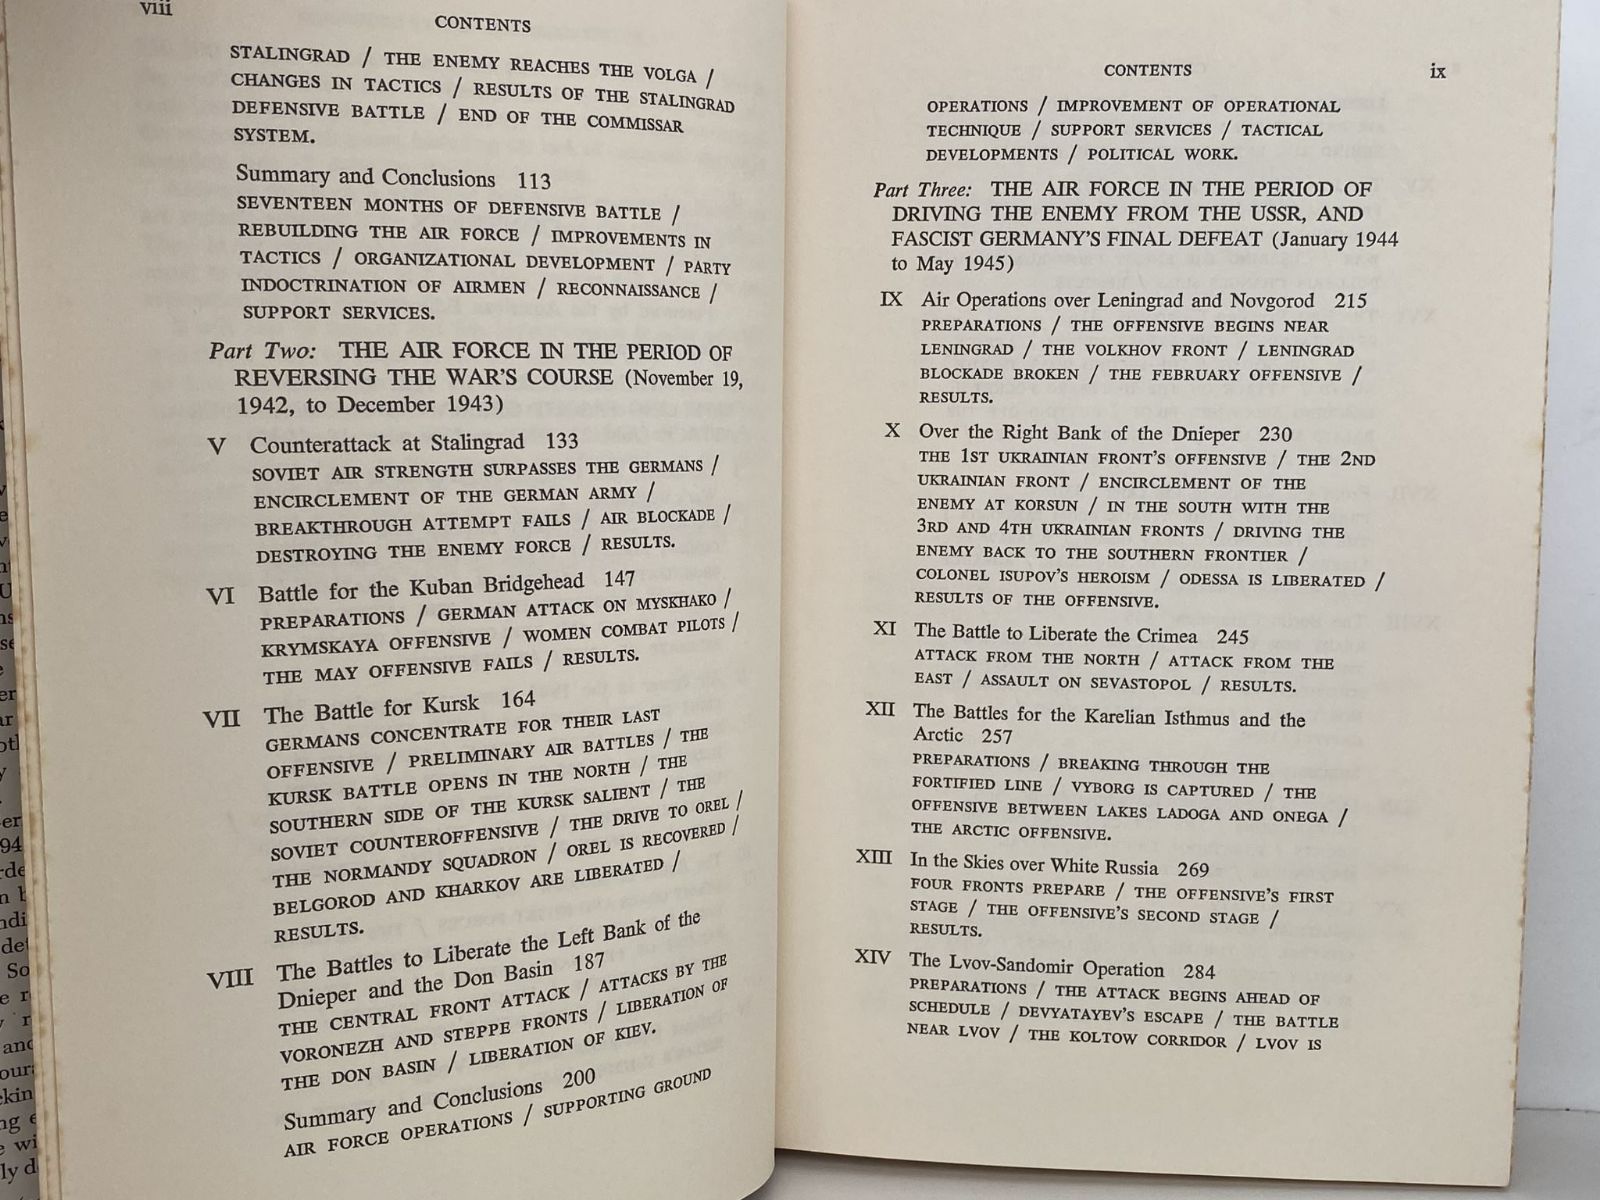 viii
CONTENTS
STALINGRAD / THE ENEMY REACHES THE VOLGA /
CHANGES IN TACTICS / RESULTS OF THE STALINGRAD
DEFENSIVE BATTLE / END OF THE COMMISSAR
SYSTEM.
Summary and Conclusions 113
SEVENTEEN MONTHS OF DEFENSIVE BATTLE /
REBUILDING THE AIR FORCE / IMPROVEMENTS IN
TACTICS / ORGANIZATIONAL DEVELOPMENT / PARTY
INDOCTRINATION OF AIRMEN / RECONNAISSANCE /
SUPPORT SERVICES.
Part Two: THE AIR FORCE IN THE PERIOD OF
REVERSING THE WAR'S COURSE (November 19,
1942, to December 1943)
V Counterattack at Stalingrad 133
SOVIET AIR STRENGTH SURPASSES THE GERMANS /
ENCIRCLEMENT OF THE GERMAN ARMY /
BREAKTHROUGH ATTEMPT FAILS / AIR BLOCKADE /
DESTROYING THE ENEMY FORCE / RESULTS.
VI Battle for the Kuban Bridgehead 147
PREPARATIONS / GERMAN ATTACK ON MYSKHAKO /
KRYMSKAYA OFFENSIVE / WOMEN COMBAT PILOTS /
THE MAY OFFENSIVE FAILS / RESULTS.
VII The Battle for Kursk 164
GERMANS CONCENTRATE FOR THEIR LAST
OFFENSIVE / PRELIMINARY AIR BATTLES / THE
KURSK BATTLE OPENS IN THE NORTH / THE
SOUTHERN SIDE OF THE KURSK SALIENT / THE
SOVIET COUNTEROFFENSIVE / THE DRIVE TO OREL /
THE NORMANDY SQUADRON / OREL IS RECOVERED /
BELGOROD AND KHARKOV ARE LIBERATED /
RESULTS.
VIII The Battles to Liberate the Left Bank of the
Dnieper and the Don Basin 187
THE CENTRAL FRONT ATTACK / ATTACKS BY THE
VORONEZH AND STEPPE FRONTS / LIBERATION OF
THE DON BASIN / LIBERATION OF KIEV.
Summary and Conclusions 200
AIR FORCE OPERATIONS / SUPPORTING GROUND
CONTENTS ix
OPERATIONS / IMPROVEMENT OF OPERATIONAL
TECHNIQUE / SUPPORT SERVICES / TACTICAL
DEVELOPMENTS / POLITICAL WORK.
Part Three: THE AIR FORCE IN THE PERIOD OF
DRIVING THE ENEMY FROM THE USSR, AND
FASCIST GERMANY'S FINAL DEFEAT (January 1944
to May 1945)
IX Air Operations over Leningrad and Novgorod 215
PREPARATIONS / THE OFFENSIVE BEGINS NEAR
LENINGRAD / THE VOLKHOV FRONT / LENINGRAD
BLOCKADE BROKEN / THE FEBRUARY OFFENSIVE /
RESULTS.
X Over the Right Bank of the Dnieper 230
THE 1ST UKRAINIAN FRONT'S OFFENSIVE / THE 2ND
UKRAINIAN FRONT / ENCIRCLEMENT OF THE
ENEMY AT KORSUN / IN THE SOUTH WITH THE
3RD AND 4TH UKRAINIAN FRONTS / DRIVING THE
ENEMY BACK TO THE SOUTHERN FRONTIER /
COLONEL ISUPOV'S HEROISM / ODESSA IS LIBERATED /
RESULTS OF THE OFFENSIVE.
XI The Battle to Liberate the Crimea 245
ATTACK FROM THE NORTH / ATTACK FROM THE
EAST / ASSAULT ON SEVASTOPOL / RESULTS.
XII The Battles for the Karelian Isthmus and the
Arctic 257
PREPARATIONS / BREAKING THROUGH THE
FORTIFIED LINE / VYBORG IS CAPTURED / THE
OFFENSIVE BETWEEN LAKES LADOGA AND ONEGA /
THE ARCTIC OFFENSIVE.
XIII In the Skies over White Russia 269
FOUR FRONTS PREPARE / THE OFFENSIVE'S FIRST
STAGE / THE OFFENSIVE'S SECOND STAGE /
RESULTS.
XIV The Lvov-Sandomir Operation 284
PREPARATIONS / THE ATTACK BEGINS AHEAD OF
SCHEDULE / DEVYATAYEV'S ESCAPE / THE BATTLE
NEAR LVOV / THE KOLTOW CORRIDOR / LVOV IS